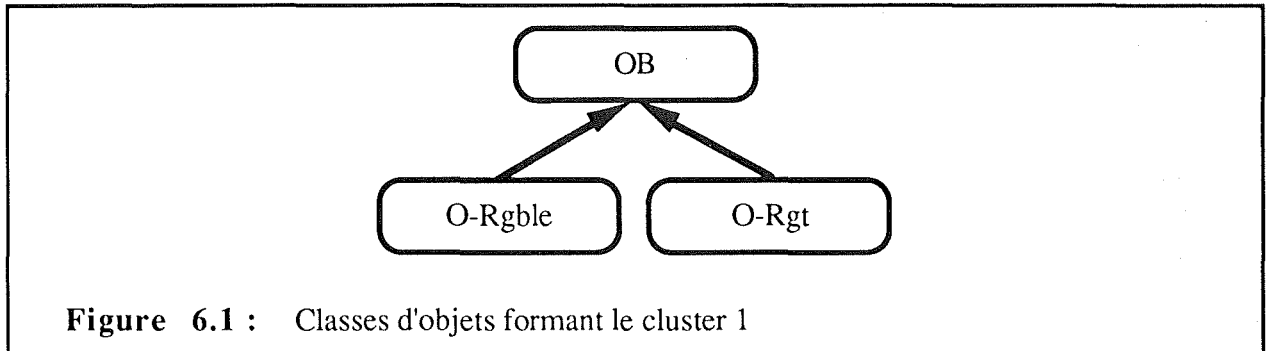 OB
O-Rgble
O-Rgt
Figure 6.1 : Classes d'objets formant le cluster 1